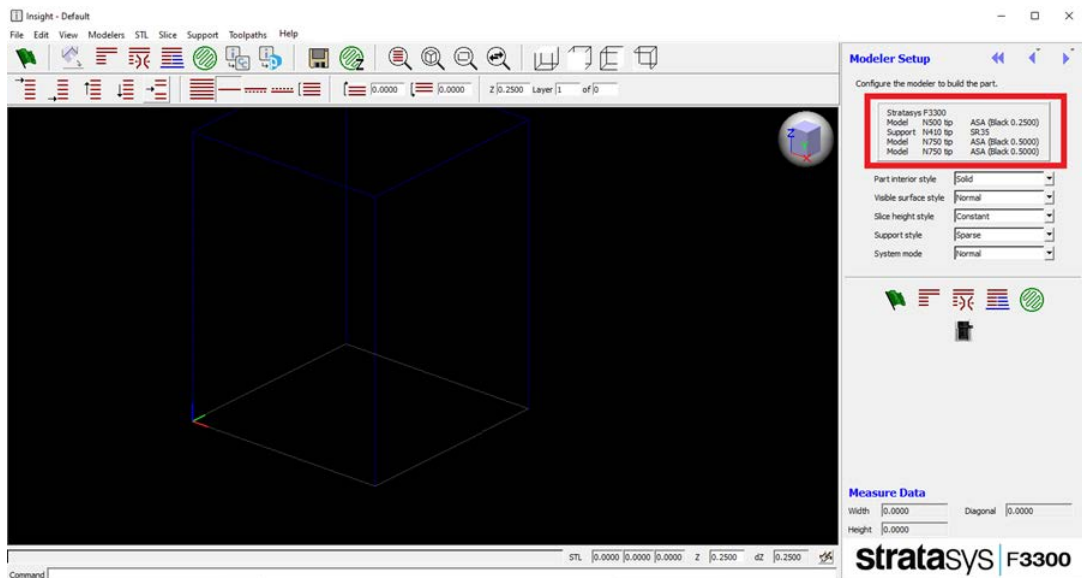 Insight - Default
File Edit View Modelers STL Slice Support Toolpaths Help
0.0000 0.0000 Z 0.2500 Layer 1 of 0
Z
Y
X
Modeler Setup
Configure the modeler to build the part.
Stratasys F3300
Model N500 tip ASA (Black 0.2500)
Support N410 tip SR35
Model N750 tip ASA (Black 0.5000)
Model N750 tip ASA (Black 0.5000)
Part interior style Solid
Visible surface style Normal
Slice height style Constant
Support style Sparse
System mode Normal
Measure Data
Width 0.0000 Diagonal 0.0000
Height 0.0000
STL 0.0000 0.0000 0.0000 Z 0.2500 dZ 0.2500
Command
stratasys F3300